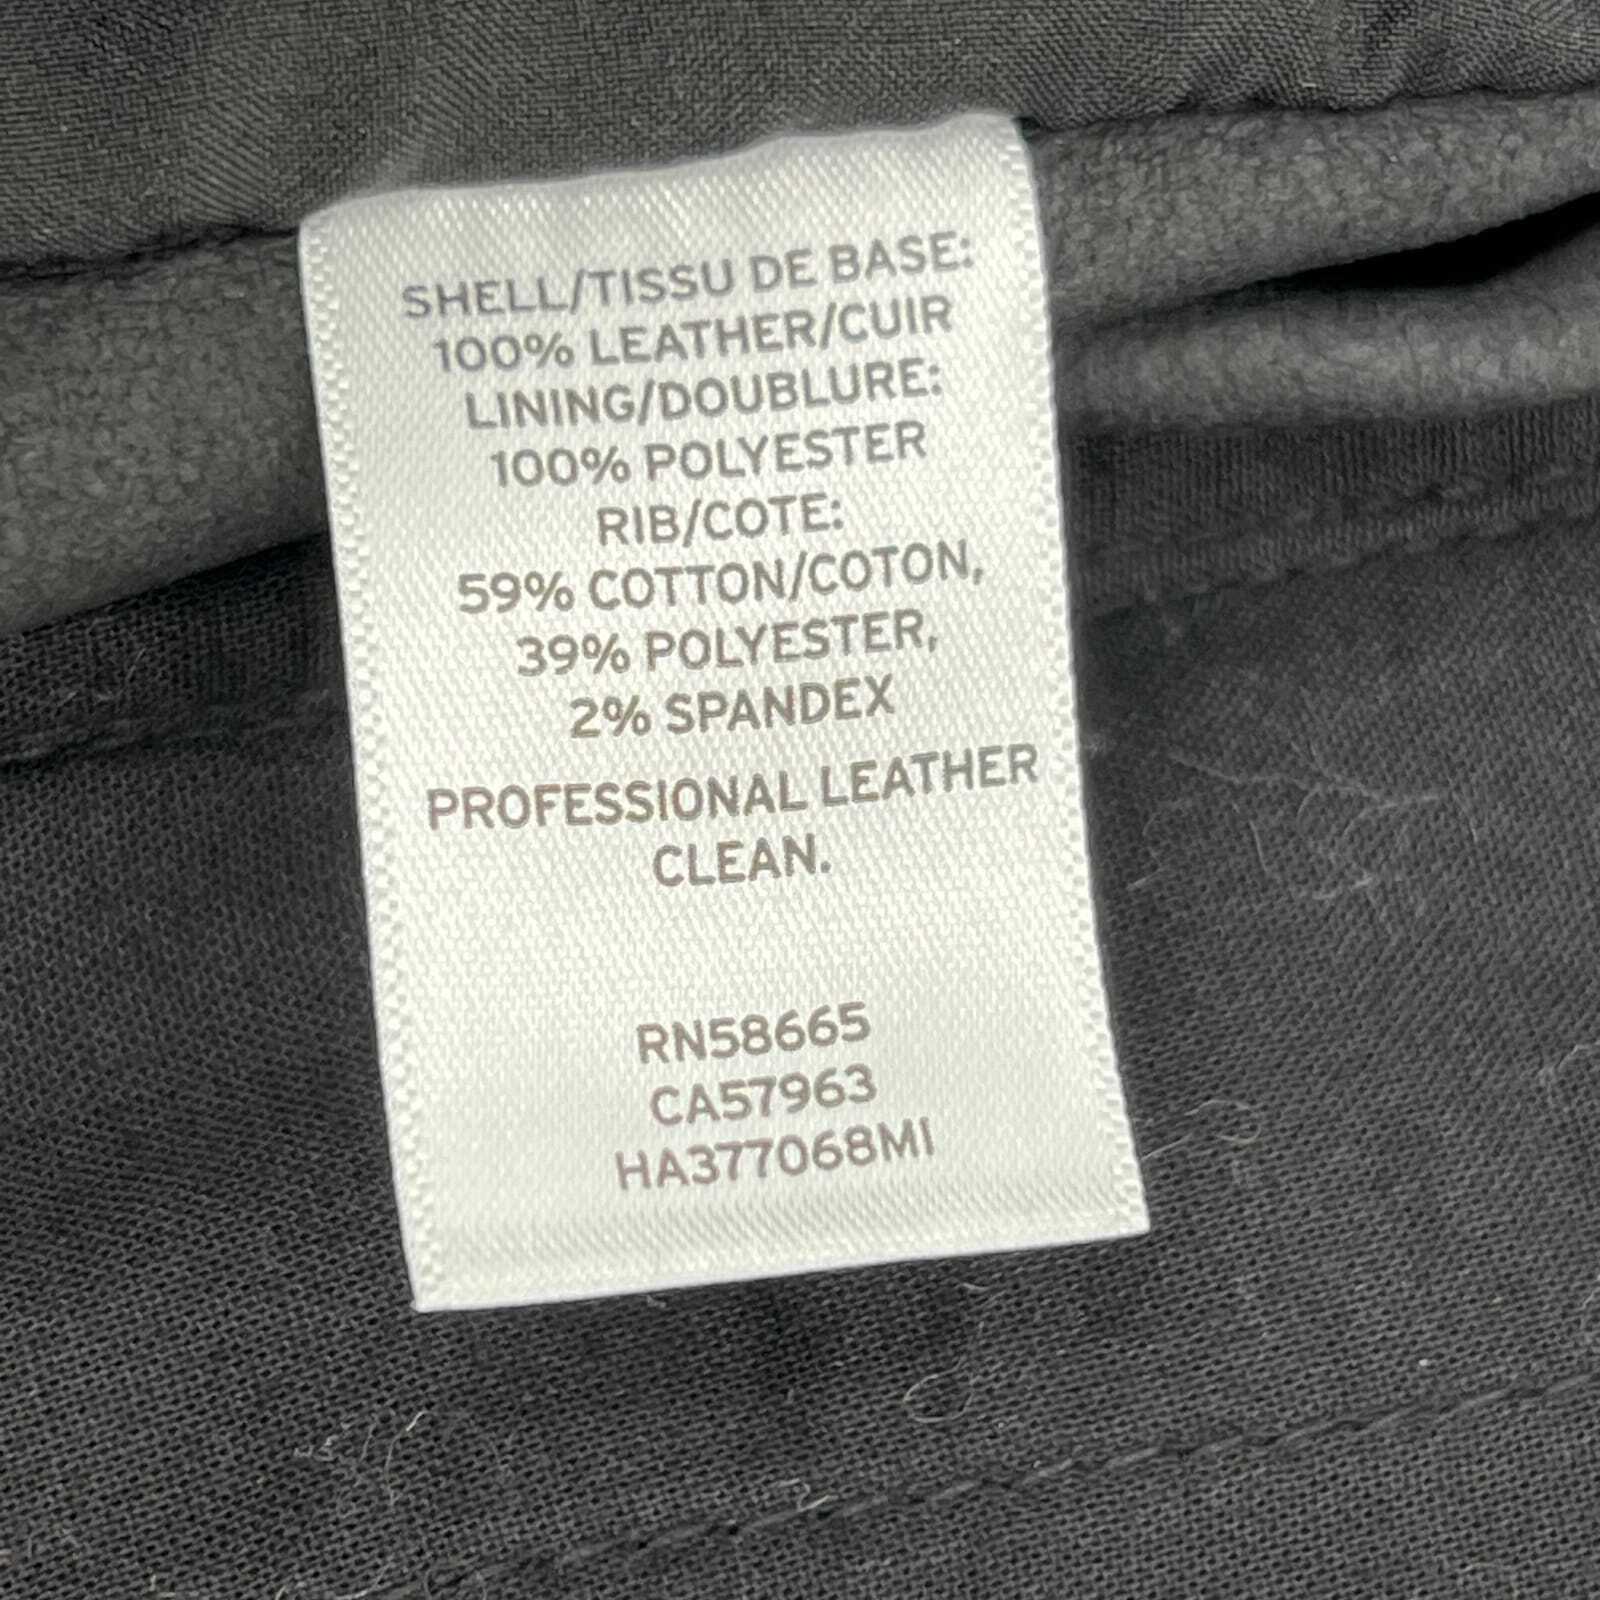 SHELL/TISSU DE BASE:
100% LEATHER/CUIR
LINING/DOUBLURE:
100% POLYESTER
RIB/COTE:
59% COTTON/COTON,
39% POLYESTER,
2% SPANDEX
PROFESSIONAL LEATHER
CLEAN.
RN58665
CA57963
HA377068MI